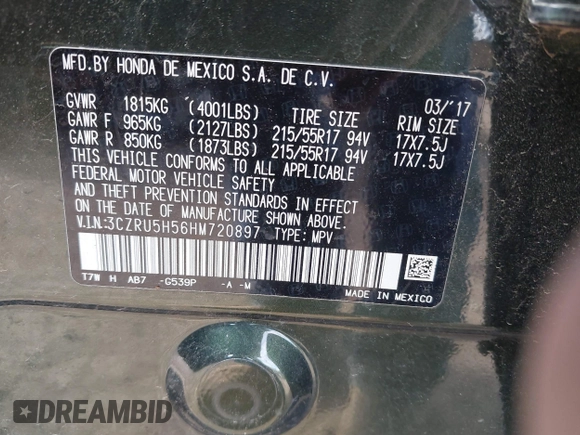 MFD.BY HONDA DE MEXICO S.A. DE C.V.
03/'17
GVWR 1815KG (4001LBS) TIRE SIZE RIM SIZE
GAWR F 965KG (2127LBS) 215/55R17 94V 17X7.5J
GAWR R 850KG (1873LBS) 215/55R17 94V 17X7.5J
THIS VEHICLE CONFORMS TO ALL APPLICABLE
FEDERAL MOTOR VEHICLE SAFETY
AND THEFT PREVENTION STANDARDS IN EFFECT
ON THE DATE OF MANUFACTURE SHOWN ABOVE.
V.I.N:3CZRU5H56HM720897 TYPE: MPV
T7W H AB7 -G539P -A -M
MADE IN MEXICO
DREAMBID